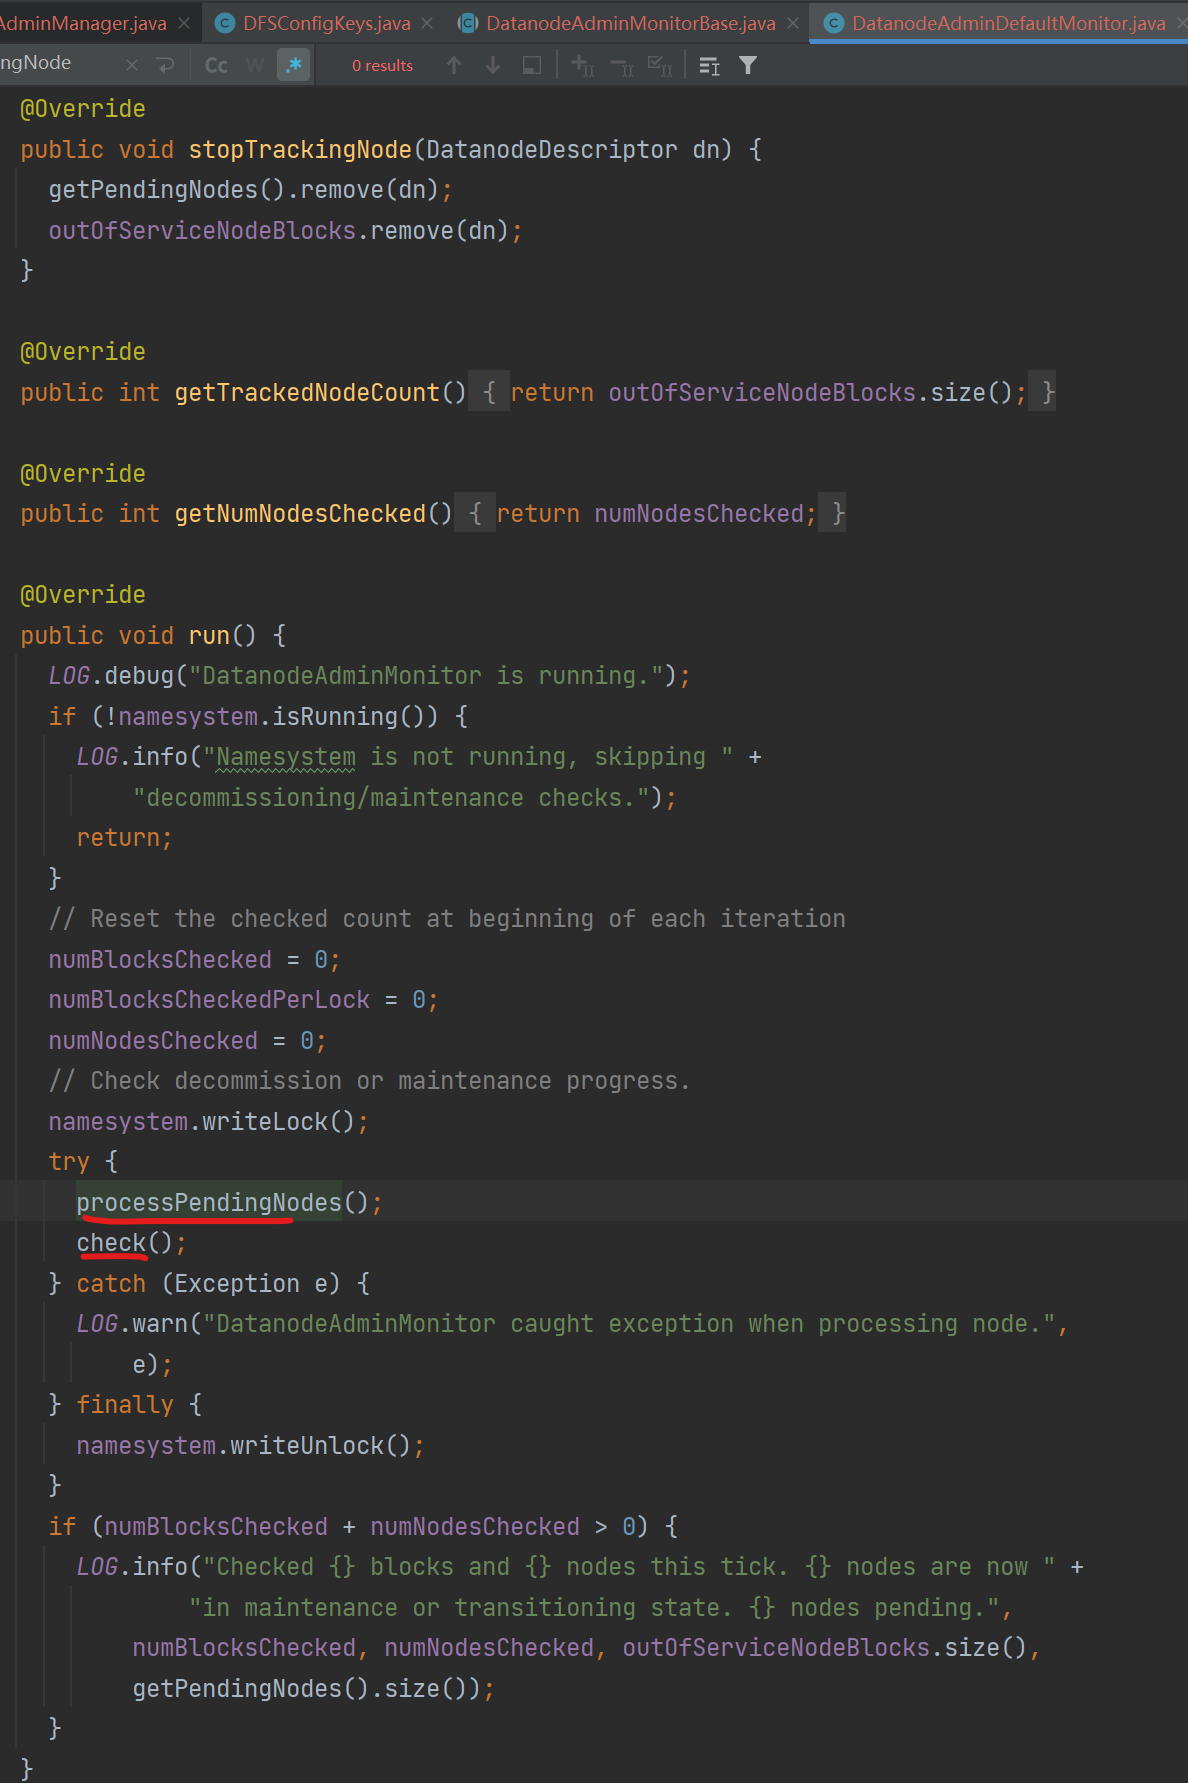 AdminManager.java
DFSConfigKeys.java
DatanodeAdminMonitorBase.java
DatanodeAdminDefaultMonitor.java
ngNode
Cc
W
.*
0 results
@Override
public void stopTrackingNode(DatanodeDescriptor dn) {
getPendingNodes().remove(dn);
outOfServiceNodeBlocks.remove(dn);
}
@Override
public int getTrackedNodeCount() { return outOfServiceNodeBlocks.size(); }
@Override
public int getNumNodesChecked() { return numNodesChecked; }
@Override
public void run() {
LOG.debug("DatanodeAdminMonitor is running.");
if (!namesystem.isRunning()) {
LOG.info("Namesystem is not running, skipping " +
"decommissioning/maintenance checks.");
return;
}
// Reset the checked count at beginning of each iteration
numBlocksChecked = 0;
numBlocksCheckedPerLock = 0;
numNodesChecked = 0;
// Check decommission or maintenance progress.
namesystem.writeLock();
try {
processPendingNodes();
check();
} catch (Exception e) {
LOG.warn("DatanodeAdminMonitor caught exception when processing node.",
e);
} finally {
namesystem.writeUnlock();
}
if (numBlocksChecked + numNodesChecked > 0) {
LOG.info("Checked {} blocks and {} nodes this tick. {} nodes are now " +
"in maintenance or transitioning state. {} nodes pending.",
numBlocksChecked, numNodesChecked, outOfServiceNodeBlocks.size(),
getPendingNodes().size());
}
}